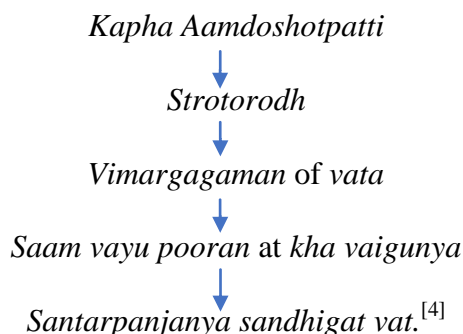 Kapha Aamdoshotpatti
Strotorodh
Vimargagaman of vata
Saam vayu pooran at kha vaigunya
Santarpanjanya sandhigat vat.[4]